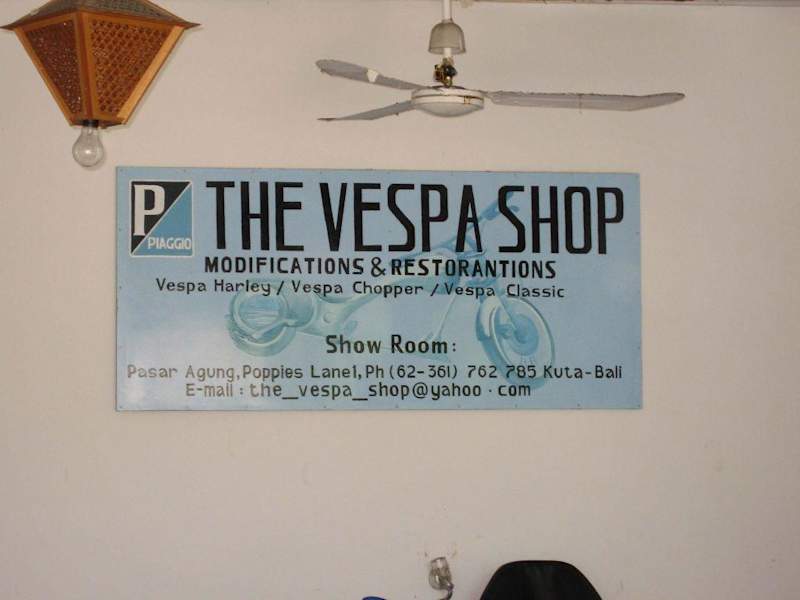 P
PIAGGIO
THE VESPA SHOP
MODIFICATIONS & RESTORANTIONS
Vespa Harley / Vespa Chopper / Vespa Classic
Show Room:
Pasar Agung, Poppies Lane1, Ph (62-361) 762 785 Kuta-Bali
E-mail : the_vespa_shop@yahoo.com